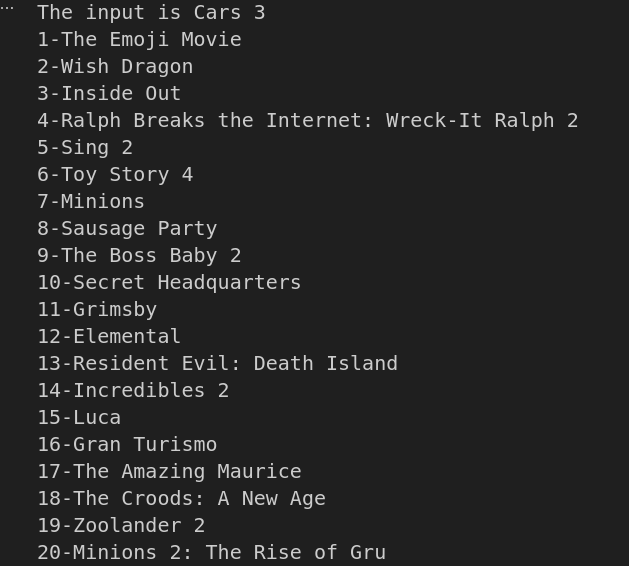 The input is Cars 3
1-The Emoji Movie
2-Wish Dragon
3-Inside Out
4-Ralph Breaks the Internet: Wreck-It Ralph 2
5-Sing 2
6-Toy Story 4
7-Minions
8-Sausage Party
9-The Boss Baby 2
10-Secret Headquarters
11-Grimsby
12-Elemental
13-Resident Evil: Death Island
14-Incredibles 2
15-Luca
16-Gran Turismo
17-The Amazing Maurice
18-The Croods: A New Age
19-Zoolander 2
20-Minions 2: The Rise of Gru